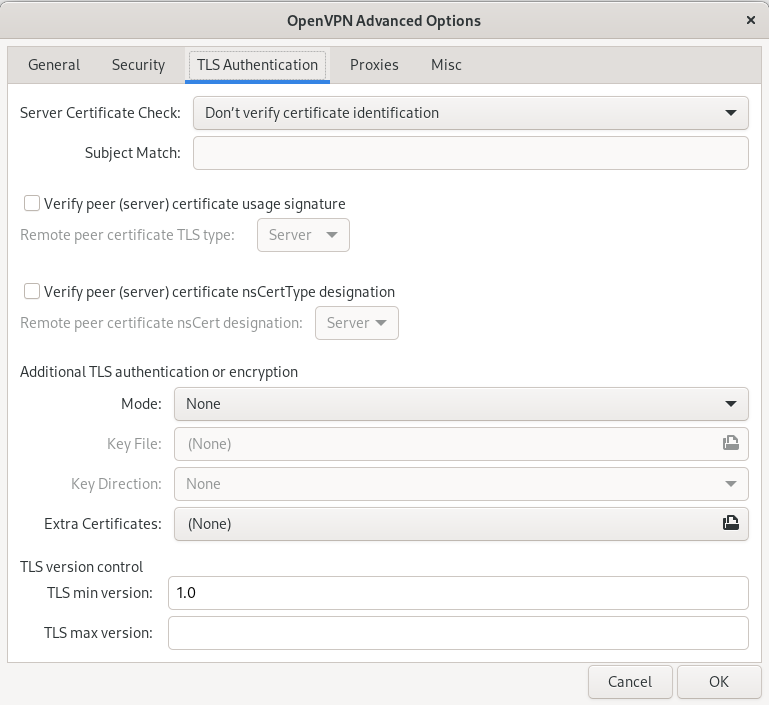 OpenVPN Advanced Options
General Security TLS Authentication Proxies Misc
Server Certificate Check: Don’t verify certificate identification
Subject Match:
Verify peer (server) certificate usage signature
Remote peer certificate TLS type: Server
Verify peer (server) certificate nsCertType designation
Remote peer certificate nsCert designation: Server
Additional TLS authentication or encryption
Mode: None
Key File: (None)
Key Direction: None
Extra Certificates: (None)
TLS version control
TLS min version: 1.0
TLS max version:
Cancel OK